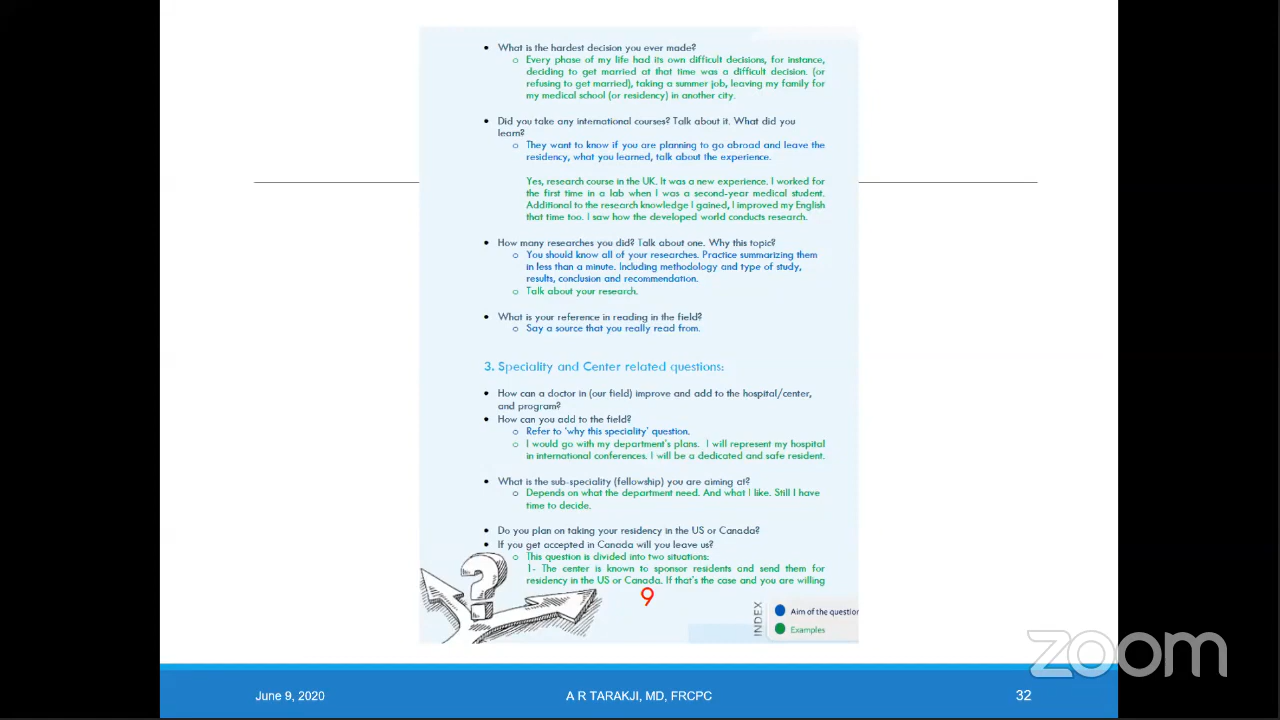 • What is the hardest decision you ever made?
o Every phase of my life had its own difficult decisions, for instance,
deciding to get married at that time was a difficult decision. (or
refusing to get married), taking a summer job, leaving my family for
my medical school (or residency) in another city.
• Did you take any international courses? Talk about it. What did you
learn?
o They want to know if you are planning to go abroad and leave the
residency, what you learned, talk about the experience.
Yes, research course in the UK. It was a new experience. I worked for
the first time in a lab when I was a second-year medical student.
Additional to the research knowledge I gained, I improved my English
that time too. I saw how the developed world conducts research.
• How many researches you did? Talk about one. Why this topic?
o You should know all of your researches. Practice summarizing them
in less than a minute. Including methodology and type of study,
results, conclusion and recommendation.
o Talk about your research.
• What is your reference in reading in the field?
o Say a source that you really read from.
3. Speciality and Center related questions:
• How can a doctor in (our field) improve and add to the hospital/center,
and program?
• How can you add to the field?
o Refer to 'why this speciality' question.
o I would go with my department's plans. I will represent my hospital
in international conferences. I will be a dedicated and safe resident.
• What is the sub-speciality (fellowship) you are aiming at?
o Depends on what the department need. And what I like. Still I have
time to decide.
• Do you plan on taking your residency in the US or Canada?
• If you get accepted in Canada will you leave us?
o This question is divided into two situations:
1- The center is known to sponsor residents and send them for
residency in the US or Canada. If that's the case and you are willing
9
INDEX
Aim of the question
Examples
zoom
June 9, 2020
A R TARAKJI, MD, FRCPC
32